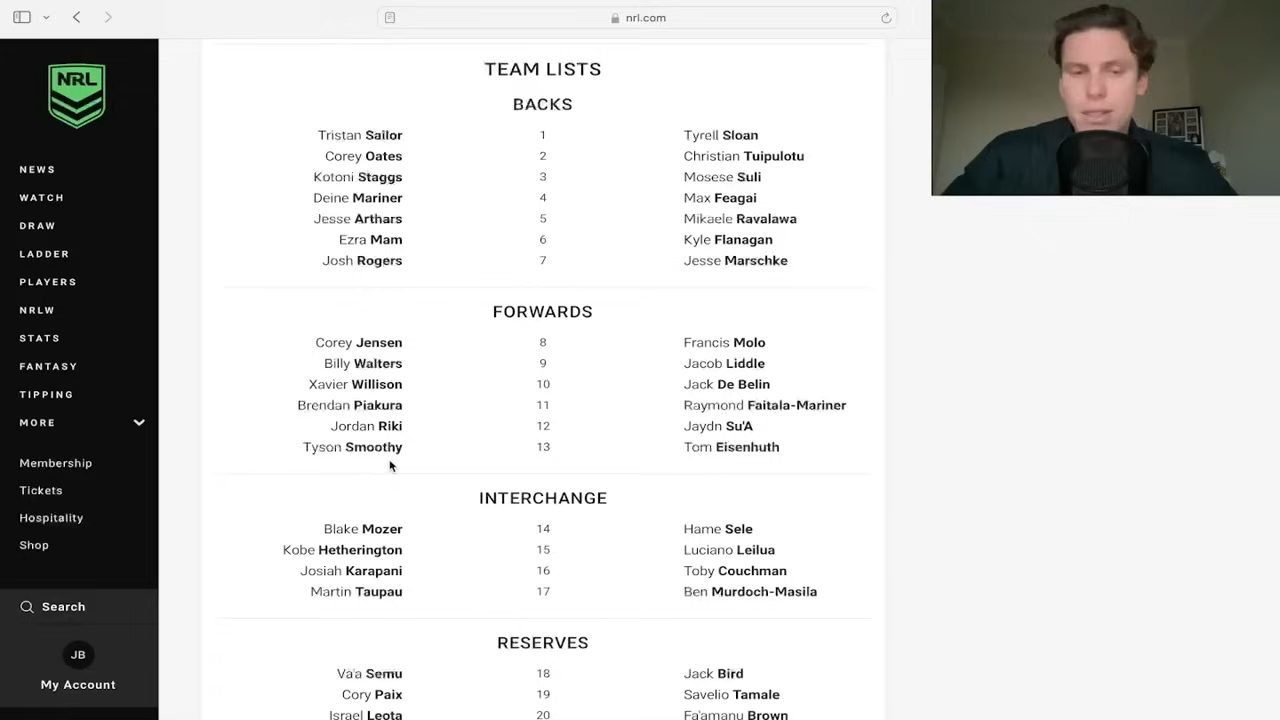 nrl.com
NRL
NEWS
WATCH
DRAW
LADDER
PLAYERS
NRLW
STATS
FANTASY
TIPPING
MORE
Membership
Tickets
Hospitality
Shop
Search
JB
My Account
TEAM LISTS
BACKS
Tristan Sailor 1 Tyrell Sloan
Corey Oates 2 Christian Tuipulotu
Kotoni Staggs 3 Mosese Suli
Deine Mariner 4 Max Feagai
Jesse Arthars 5 Mikaele Ravalawa
Ezra Mam 6 Kyle Flanagan
Josh Rogers 7 Jesse Marschke
FORWARDS
Corey Jensen 8 Francis Molo
Billy Walters 9 Jacob Liddle
Xavier Willison 10 Jack De Belin
Brendan Piakura 11 Raymond Faitala-Mariner
Jordan Riki 12 Jaydn Su'A
Tyson Smoothy 13 Tom Eisenhuth
INTERCHANGE
Blake Mozer 14 Hame Sele
Kobe Hetherington 15 Luciano Leilua
Josiah Karapani 16 Toby Couchman
Martin Taupau 17 Ben Murdoch-Masila
RESERVES
Va'a Semu 18 Jack Bird
Cory Paix 19 Savelio Tamale
Israel Leota 20 Fa'amanu Brown